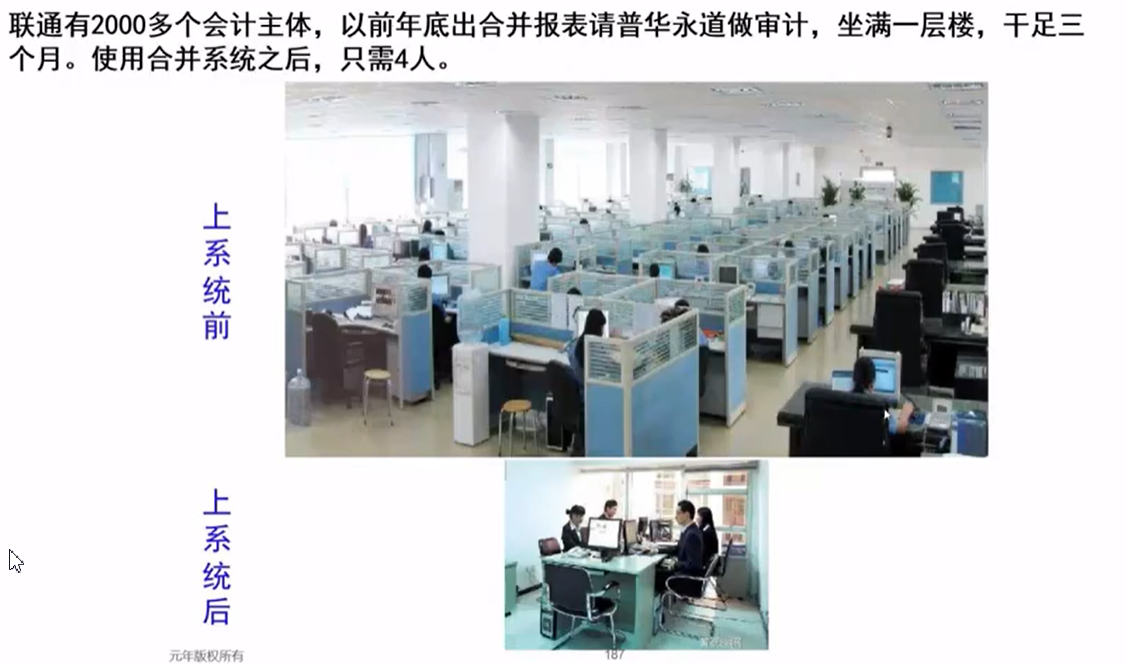 联通有2000多个会计主体，以前年底出合并报表请普华永道做审计，坐满一层楼，干足三
个月。使用合并系统之后，只需4人。
上系统前
上系统后
元年版权所有
187